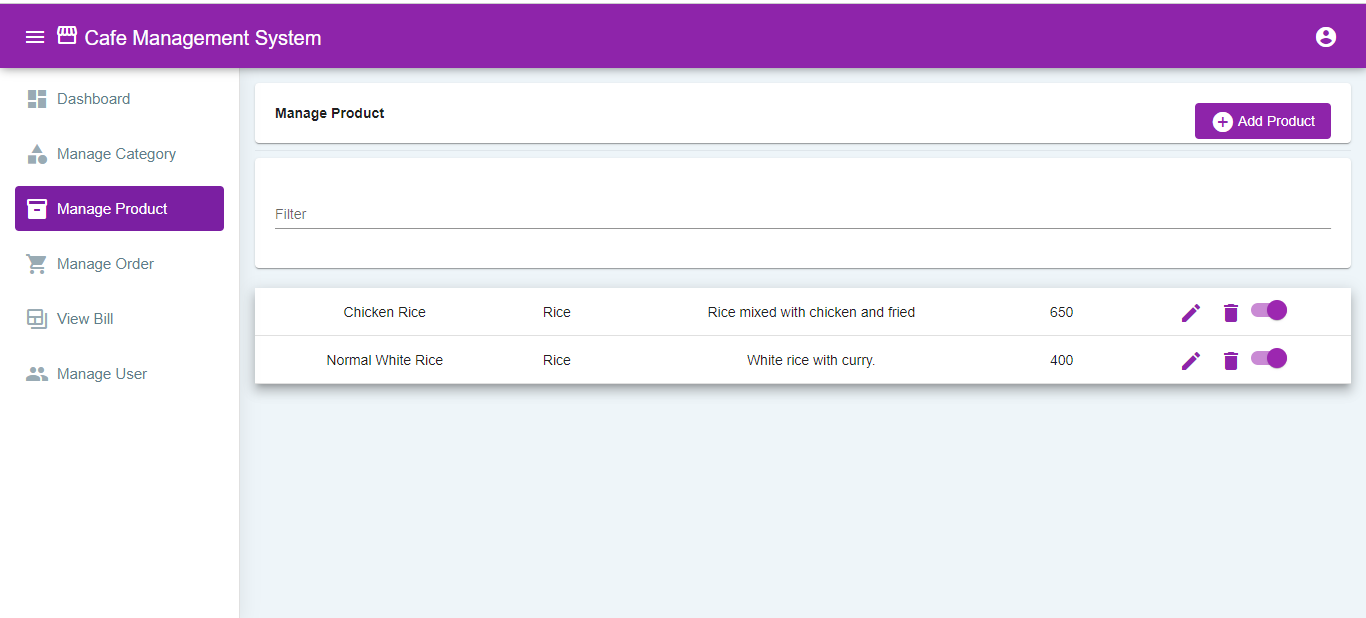 Cafe Management System
Dashboard
Manage Category
Manage Product
Manage Order
View Bill
Manage User
Manage Product
Add Product
Filter
Chicken Rice Rice Rice mixed with chicken and fried 650
Normal White Rice Rice White rice with curry. 400